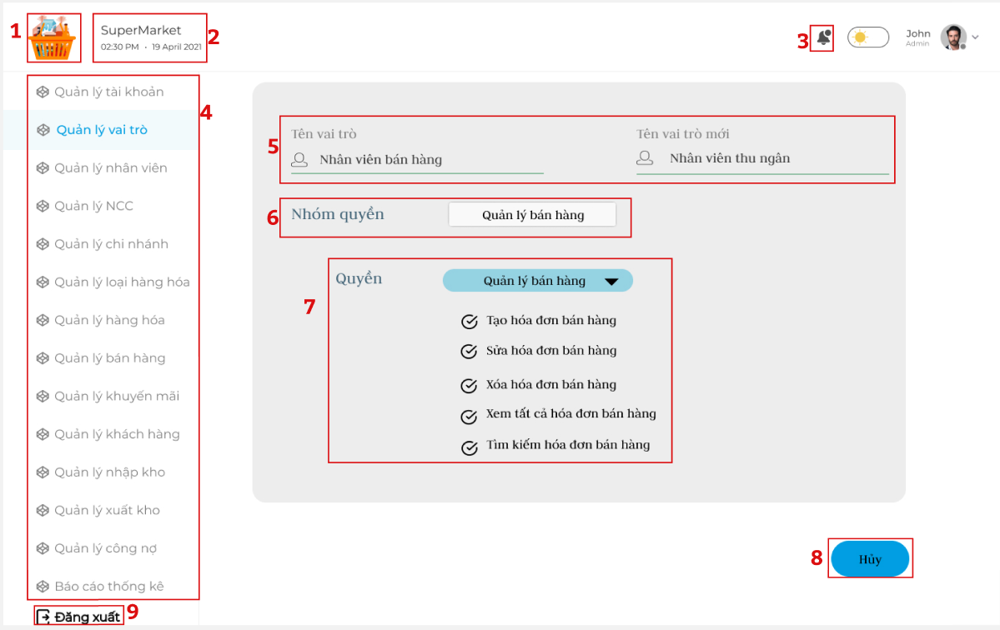 1
SuperMarket
02:30 PM · 19 April 2021
2
3
John
Admin
4
Quản lý tài khoản
Quản lý vai trò
Quản lý nhân viên
Quản lý NCC
Quản lý chi nhánh
Quản lý loại hàng hóa
Quản lý hàng hóa
Quản lý bán hàng
Quản lý khuyến mãi
Quản lý khách hàng
Quản lý nhập kho
Quản lý xuất kho
Quản lý công nợ
Báo cáo thống kê
Đăng xuất
9
5
Tên vai trò
Nhân viên bán hàng
Tên vai trò mới
Nhân viên thu ngân
6
Nhóm quyền
Quản lý bán hàng
7
Quyền
Quản lý bán hàng
Tạo hóa đơn bán hàng
Sửa hóa đơn bán hàng
Xóa hóa đơn bán hàng
Xem tất cả hóa đơn bán hàng
Tìm kiếm hóa đơn bán hàng
8
Hủy